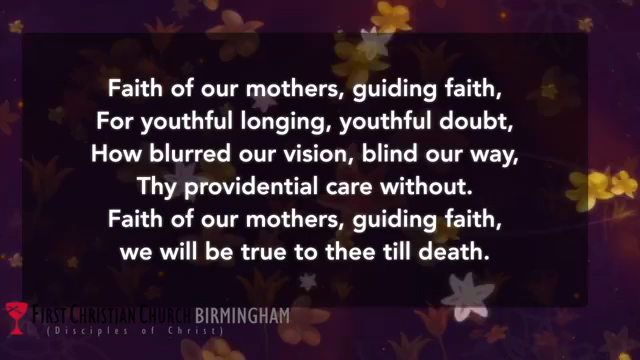 Faith of our mothers, guiding faith,
For youthful longing, youthful doubt,
How blurred our vision, blind our way,
Thy providential care without.
Faith of our mothers, guiding faith,
we will be true to thee till death.
First Christian Church BIRMINGHAM
(Disciples of Christ)